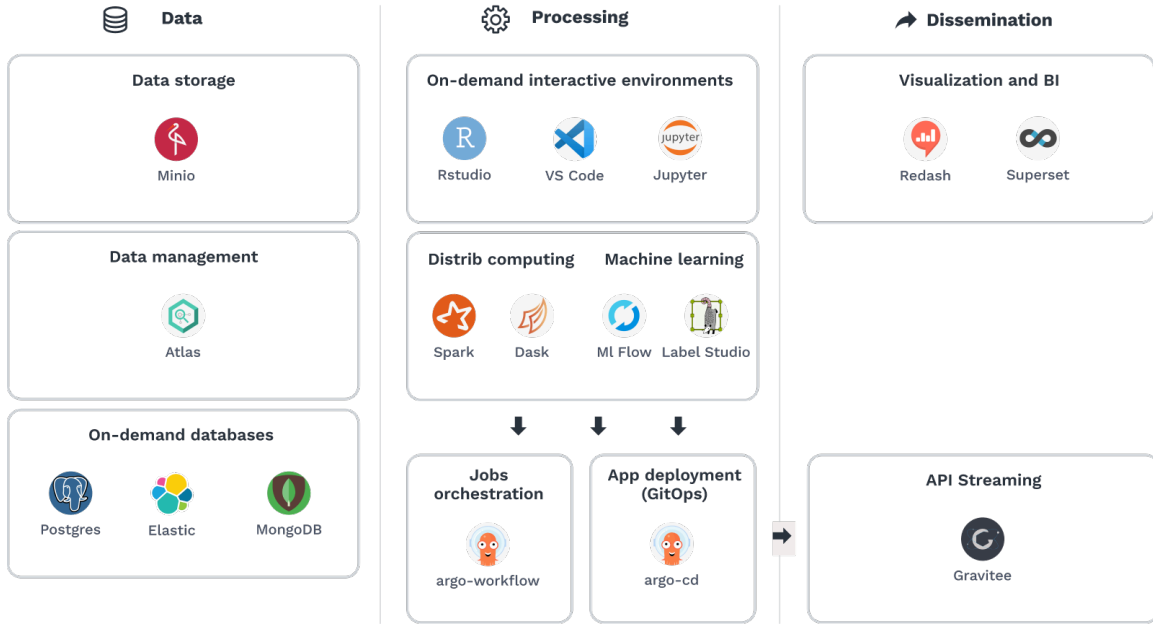 Data
Data storage
Minio
Data management
Atlas
On-demand databases
Postgres
Elastic
MongoDB
Processing
On-demand interactive environments
R
Rstudio
VS Code
jupyter
Jupyter
Distrib computing
Machine learning
Spark
Dask
Ml Flow
Label Studio
Jobs
orchestration
argo-workflow
App deployment
(GitOps)
argo-cd
Dissemination
Visualization and BI
Redash
Superset
API Streaming
Gravitee